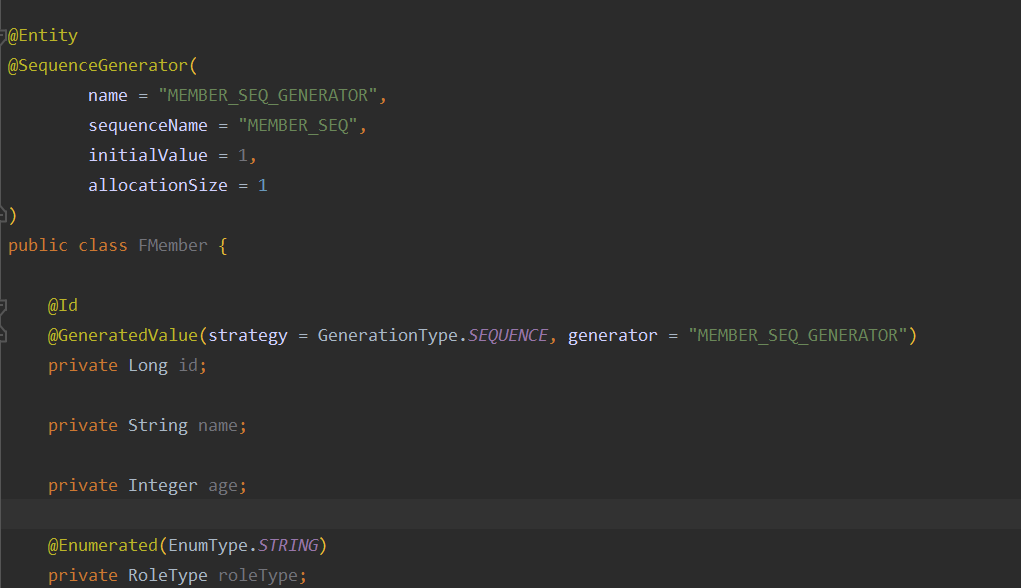 @Entity
@SequenceGenerator(
        name = "MEMBER_SEQ_GENERATOR",
        sequenceName = "MEMBER_SEQ",
        initialValue = 1,
        allocationSize = 1
)
public class FMember {

    @Id
    @GeneratedValue(strategy = GenerationType.SEQUENCE, generator = "MEMBER_SEQ_GENERATOR")
    private Long id;

    private String name;

    private Integer age;

    @Enumerated(EnumType.STRING)
    private RoleType roleType;